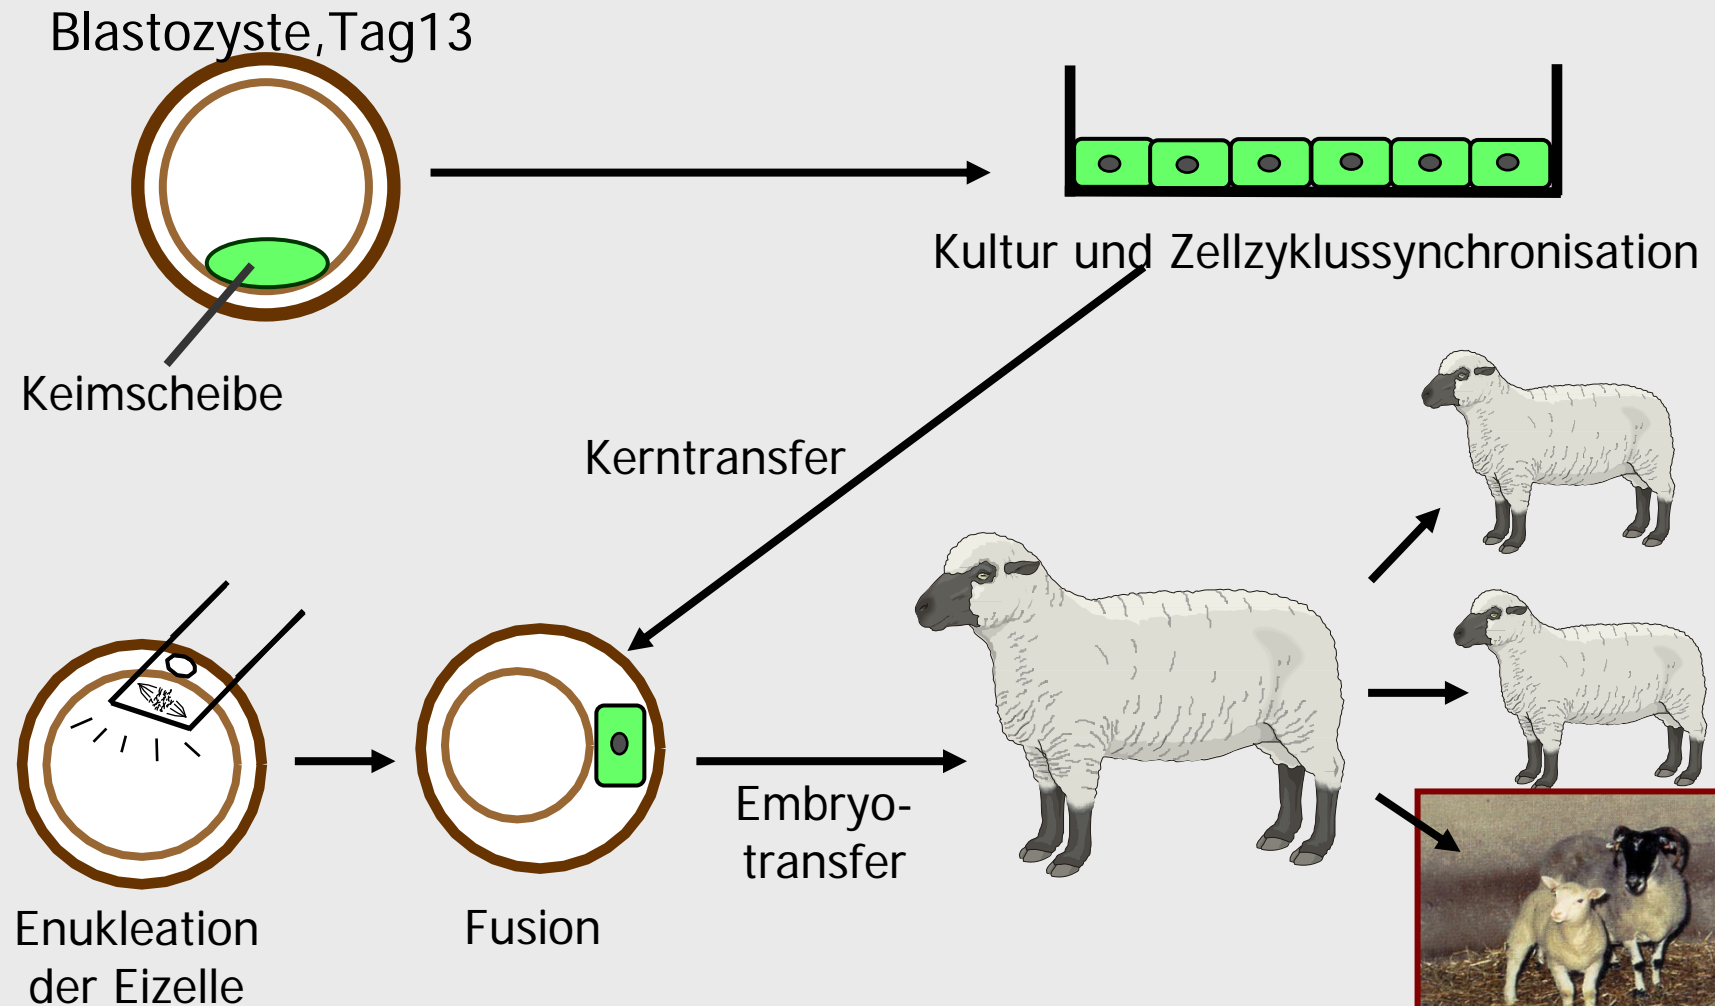 Blastozyste,Tag13
Kultur und Zellzyklussynchronisation
Keimscheibe
Kerntransfer
Embryo-
transfer
Enukleation
der Eizelle
Fusion